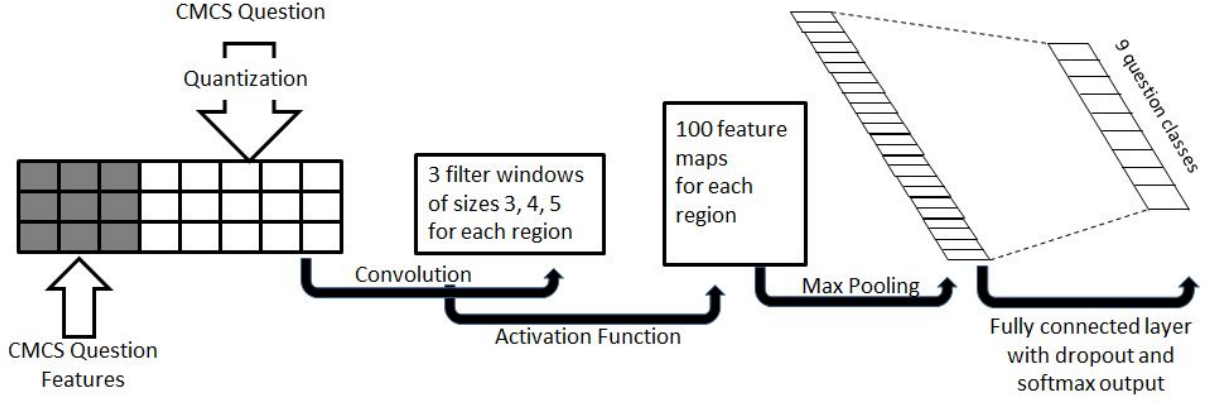 CMCS Question
Quantization
CMCS Question
Features
3 filter windows
of sizes 3, 4, 5
for each region
Convolution
Activation Function
100 feature
maps
for each
region
Max Pooling
9 question classes
Fully connected layer
with dropout and
softmax output